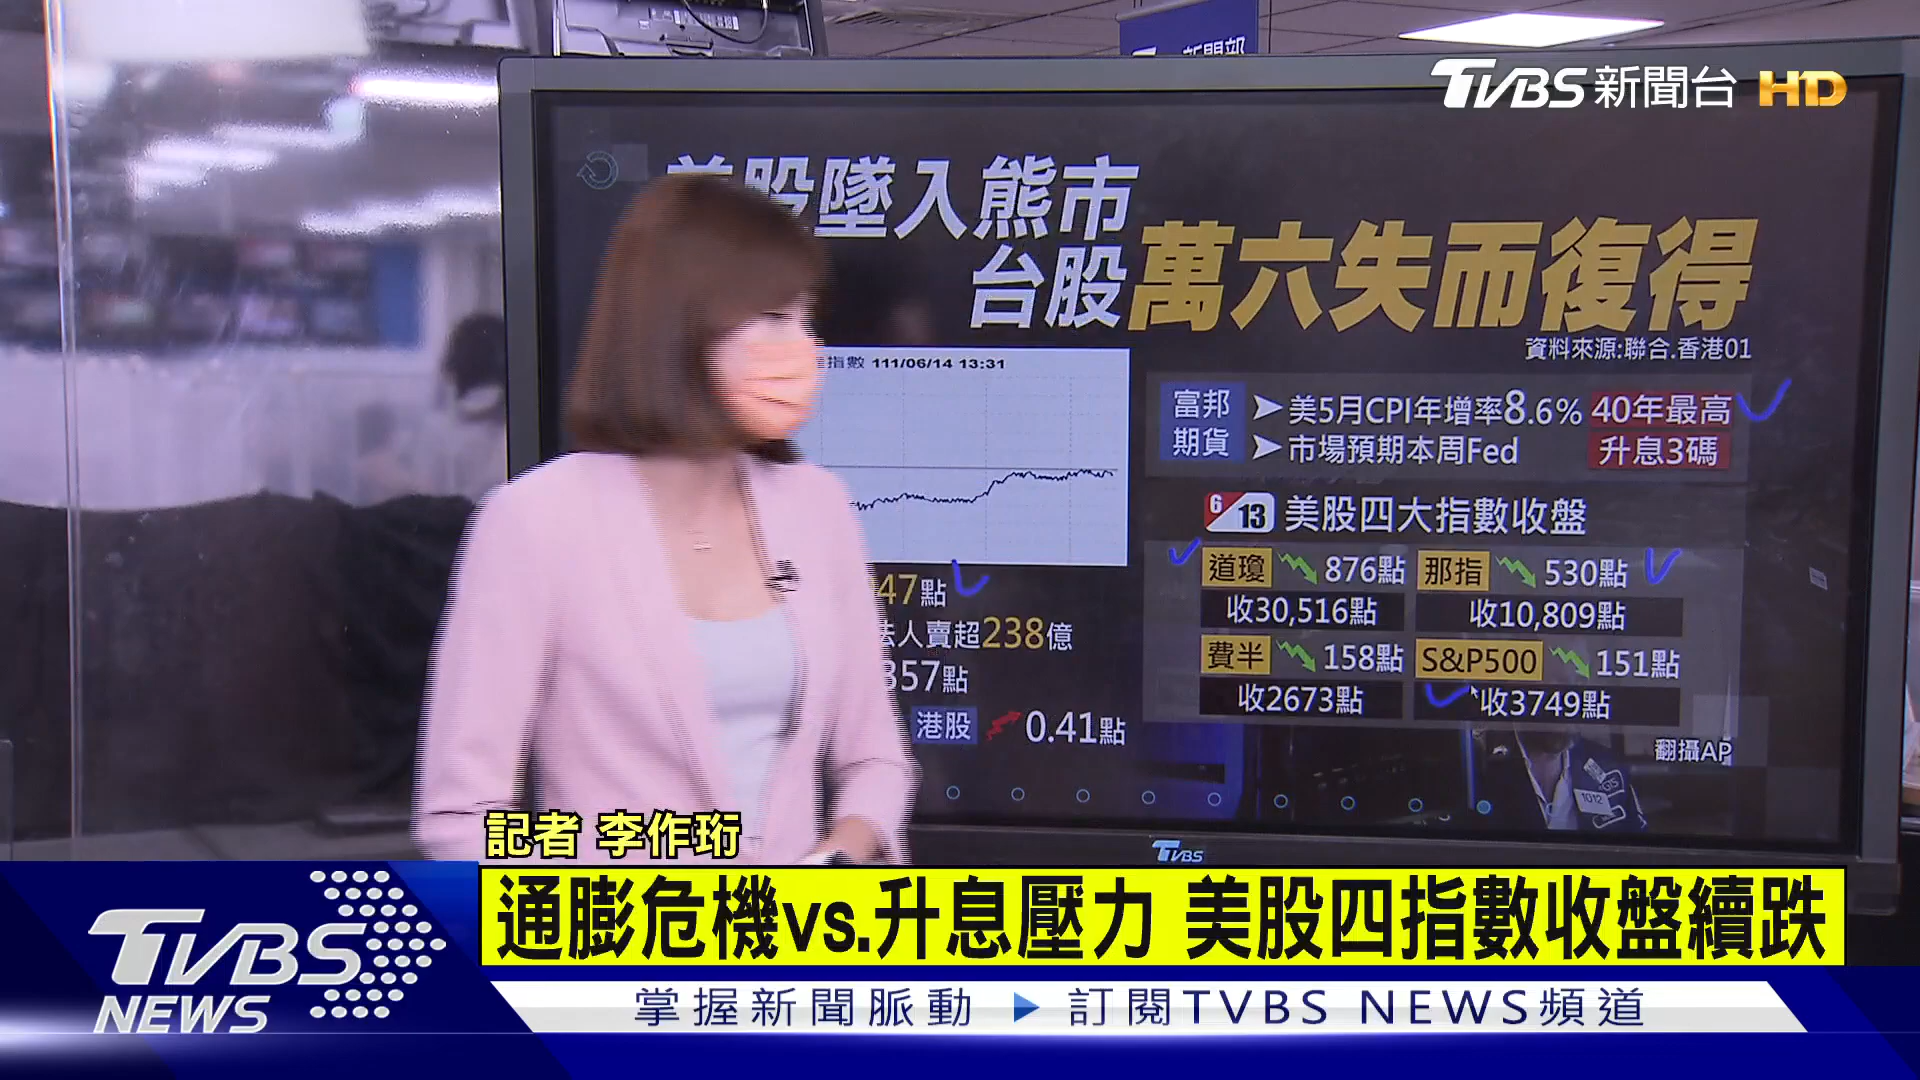 新聞部
TVBS新聞台 HD
美股墜入熊市
台股萬六失而復得
資料來源:聯合.香港01
指數 111/06/14 13:31
富邦期貨
美5月CPI年增率8.6% 40年最高
市場預期本周Fed 升息3碼
6/13 美股四大指數收盤
道瓊 876點 那指 530點
收30,516點 收10,809點
費半 158點 S&P500 151點
收2673點 收3749點
47點
法人賣超238億
357點
港股 0.41點
翻攝AP
1012
TVBS
記者 李作珩
通膨危機vs.升息壓力 美股四指數收盤續跌
TVBS NEWS
掌握新聞脈動 ▶ 訂閱TVBS NEWS頻道